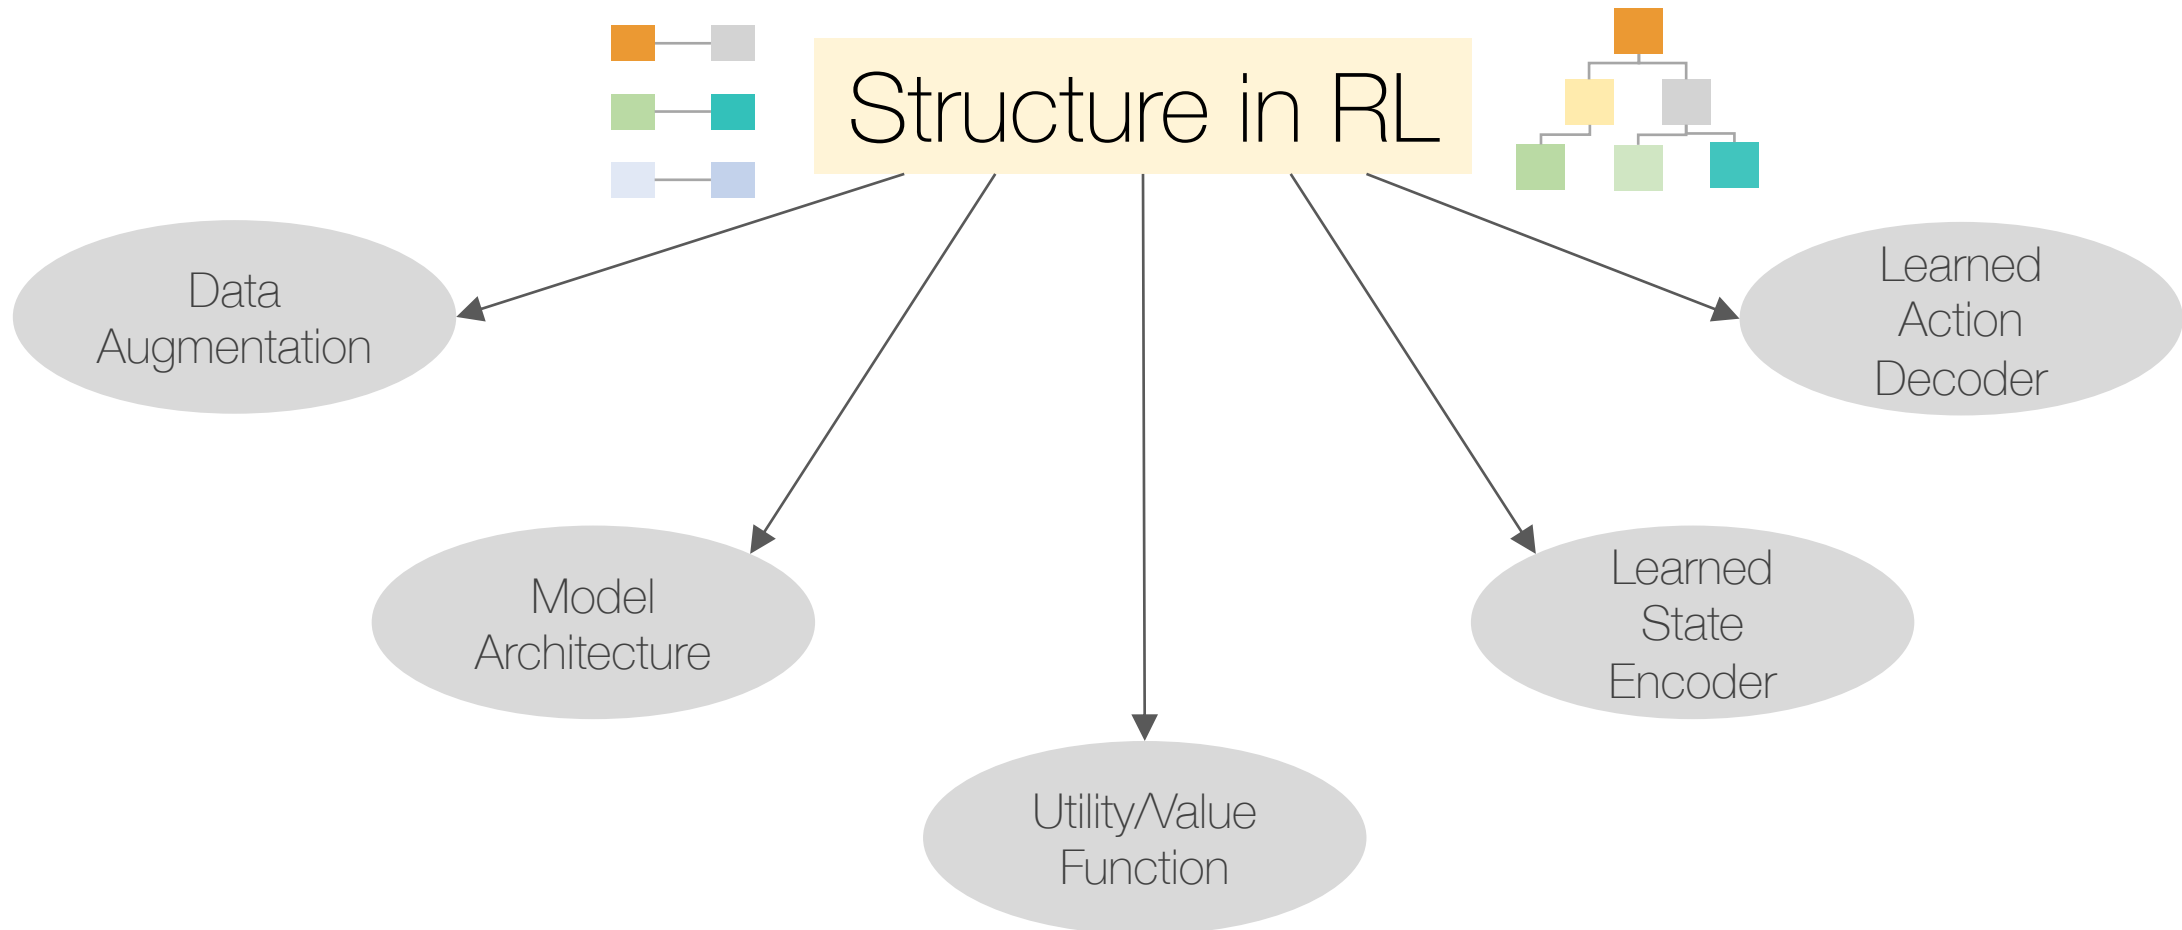 Structure in RL
Data
Augmentation
Model
Architecture
Utility/Value
Function
Learned
State
Encoder
Learned
Action
Decoder